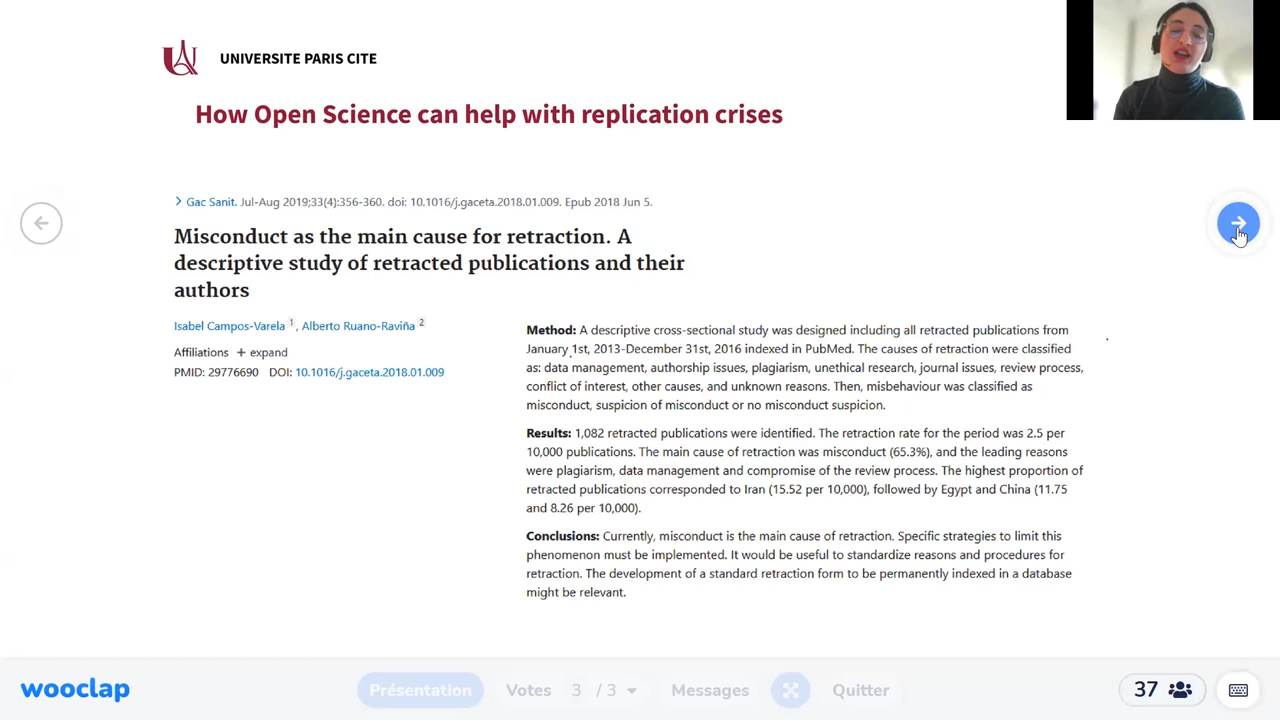 UNIVERSITE PARIS CITE
How Open Science can help with replication crises
Gac Sanit. Jul-Aug 2019;33(4):356-360. doi: 10.1016/j.gaceta.2018.01.009. Epub 2018 Jun 5.
Misconduct as the main cause for retraction. A
descriptive study of retracted publications and their
authors
Isabel Campos-Varela 1, Alberto Ruano-Raviña 2
Affiliations + expand
PMID: 29776690 DOI: 10.1016/j.gaceta.2018.01.009
Method: A descriptive cross-sectional study was designed including all retracted publications from
January 1st, 2013-December 31st, 2016 indexed in PubMed. The causes of retraction were classified
as: data management, authorship issues, plagiarism, unethical research, journal issues, review process,
conflict of interest, other causes, and unknown reasons. Then, misbehaviour was classified as
misconduct, suspicion of misconduct or no misconduct suspicion.
Results: 1,082 retracted publications were identified. The retraction rate for the period was 2.5 per
10,000 publications. The main cause of retraction was misconduct (65.3%), and the leading reasons
were plagiarism, data management and compromise of the review process. The highest proportion of
retracted publications corresponded to Iran (15.52 per 10,000), followed by Egypt and China (11.75
and 8.26 per 10,000).
Conclusions: Currently, misconduct is the main cause of retraction. Specific strategies to limit this
phenomenon must be implemented. It would be useful to standardize reasons and procedures for
retraction. The development of a standard retraction form to be permanently indexed in a database
might be relevant.
wooclap
Présentation Votes 3 / 3 Messages Quitter 37